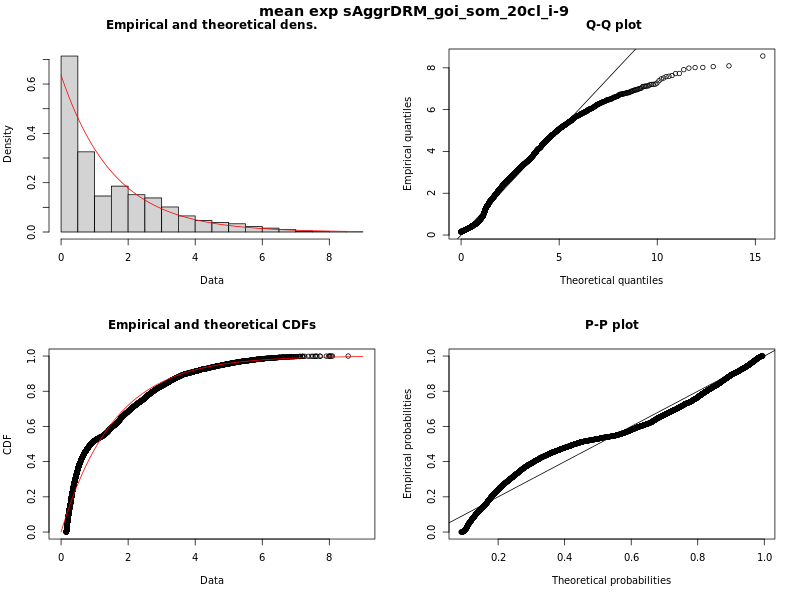 mean exp sAggrDRM_goi_som_20cl_i-9
Empirical and theoretical dens.
Density
0.0 0.2 0.4 0.6
0 2 4 6 8
Data
Q-Q plot
Empirical quantiles
0 2 4 6 8
0 5 10 15
Theoretical quantiles
Empirical and theoretical CDFs
CDF
0.0 0.2 0.4 0.6 0.8 1.0
0 2 4 6 8
Data
P-P plot
Empirical probabilities
0.0 0.2 0.4 0.6 0.8 1.0
0.2 0.4 0.6 0.8 1.0
Theoretical probabilities